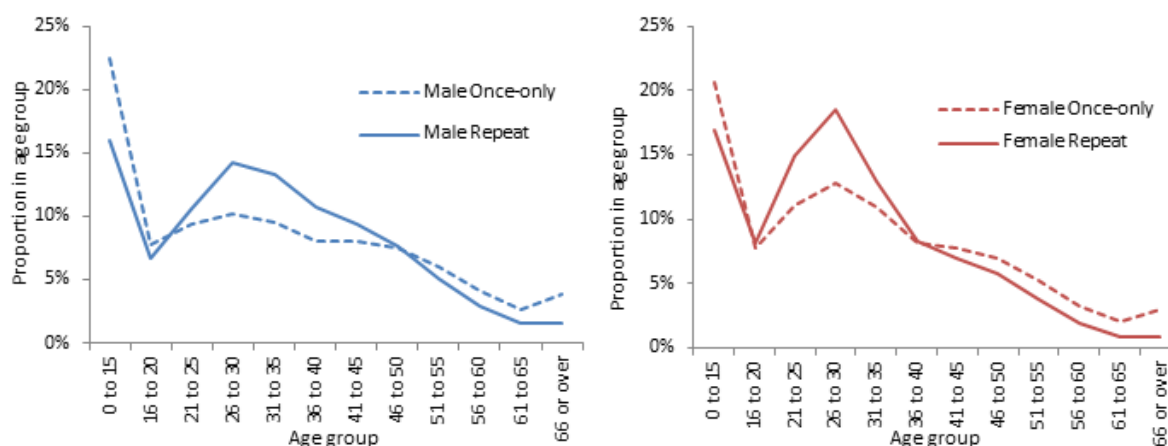 25%
20%
15%
10%
5%
0%
Proportion in agegroup
Male Once-only
Male Repeat
0 to 15
16 to 20
21 to 25
26 to 30
31 to 35
36 to 40
41 to 45
46 to 50
51 to 55
56 to 60
61 to 65
66 or over
Age group
25%
20%
15%
10%
5%
0%
Proportion in agegroup
Female Once-only
Female Repeat
0 to 15
16 to 20
21 to 25
26 to 30
31 to 35
36 to 40
41 to 45
46 to 50
51 to 55
56 to 60
61 to 65
66 or over
Age group